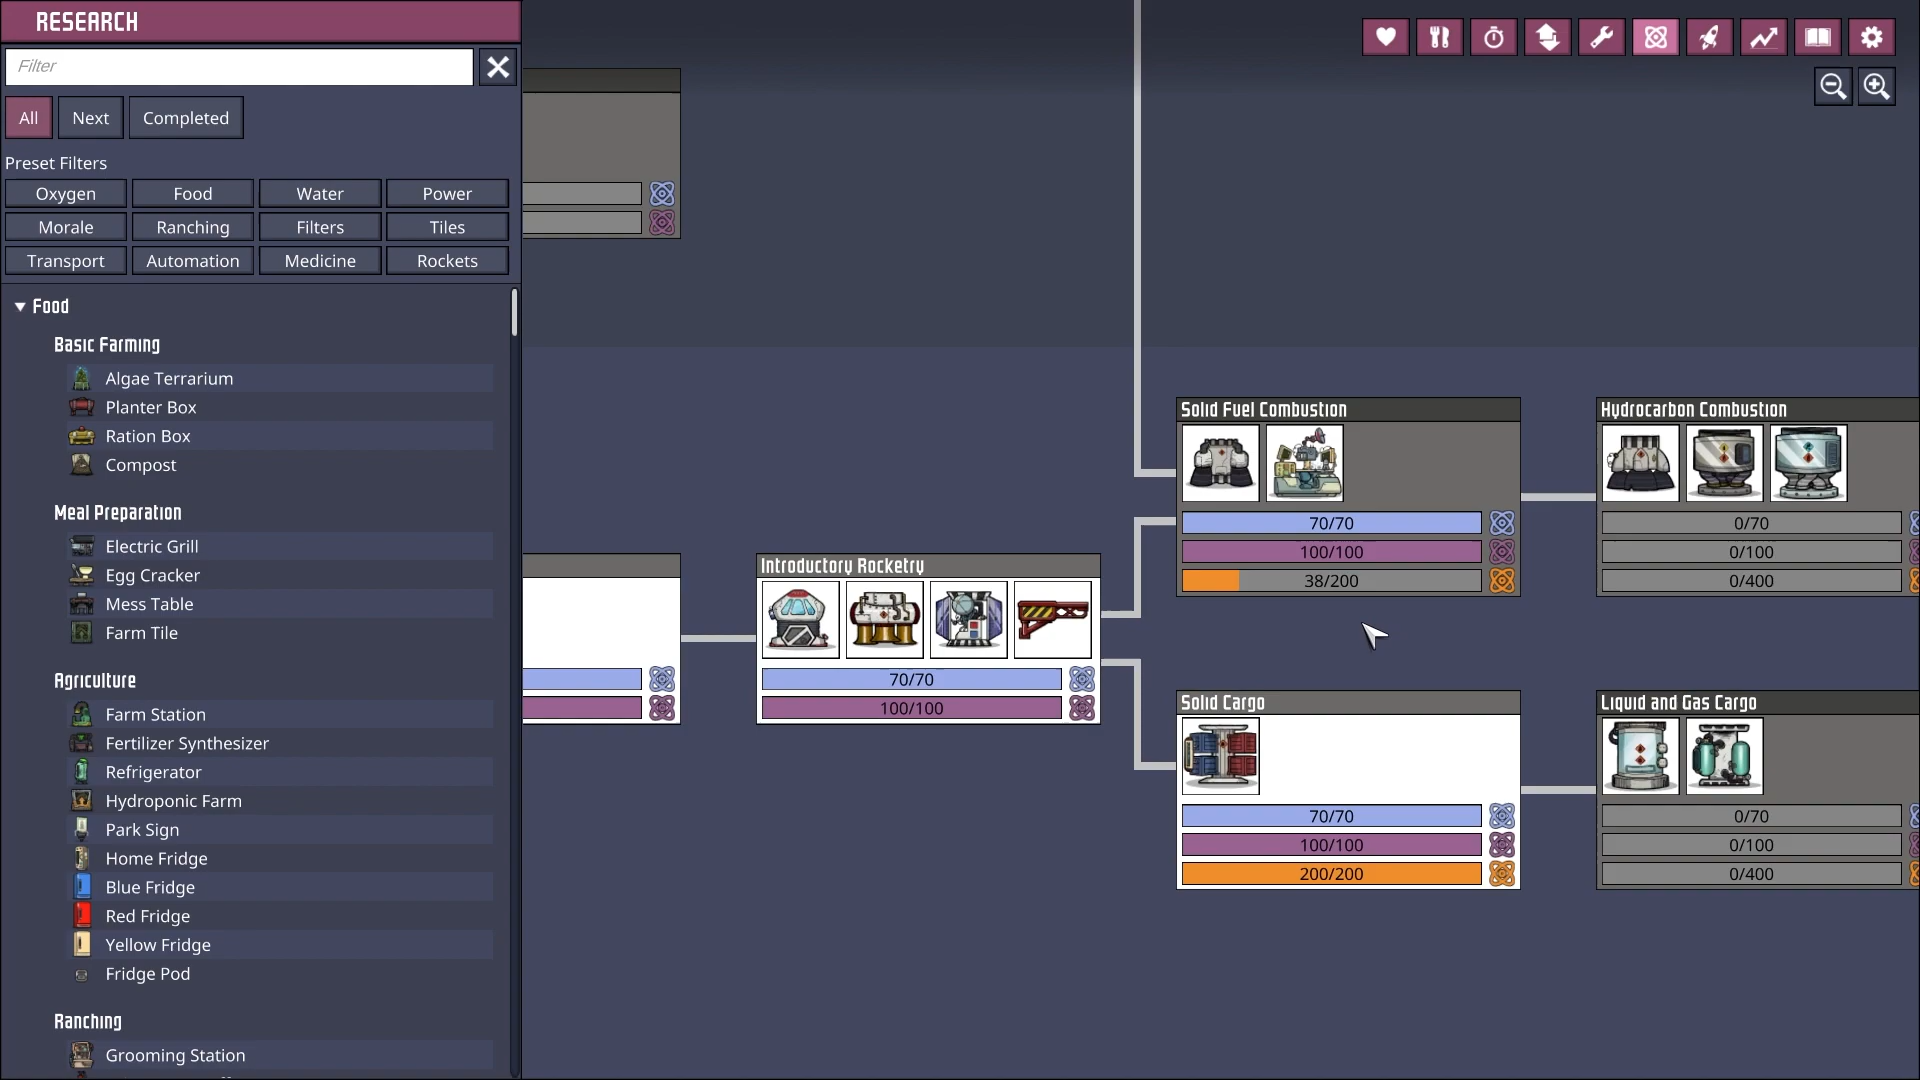 RESEARCH
Filter
All Next Completed
Preset Filters
Oxygen Food Water Power
Morale Ranching Filters Tiles
Transport Automation Medicine Rockets
Food
Basic Farming
Algae Terrarium
Planter Box
Ration Box
Compost
Meal Preparation
Electric Grill
Egg Cracker
Mess Table
Farm Tile
Agriculture
Farm Station
Fertilizer Synthesizer
Refrigerator
Hydroponic Farm
Park Sign
Home Fridge
Blue Fridge
Red Fridge
Yellow Fridge
Fridge Pod
Ranching
Grooming Station
Introductory Rocketry
70/70
100/100
Solid Fuel Combustion
70/70
100/100
38/200
Hydrocarbon Combustion
0/70
0/100
0/400
Solid Cargo
70/70
100/100
200/200
Liquid and Gas Cargo
0/70
0/100
0/400